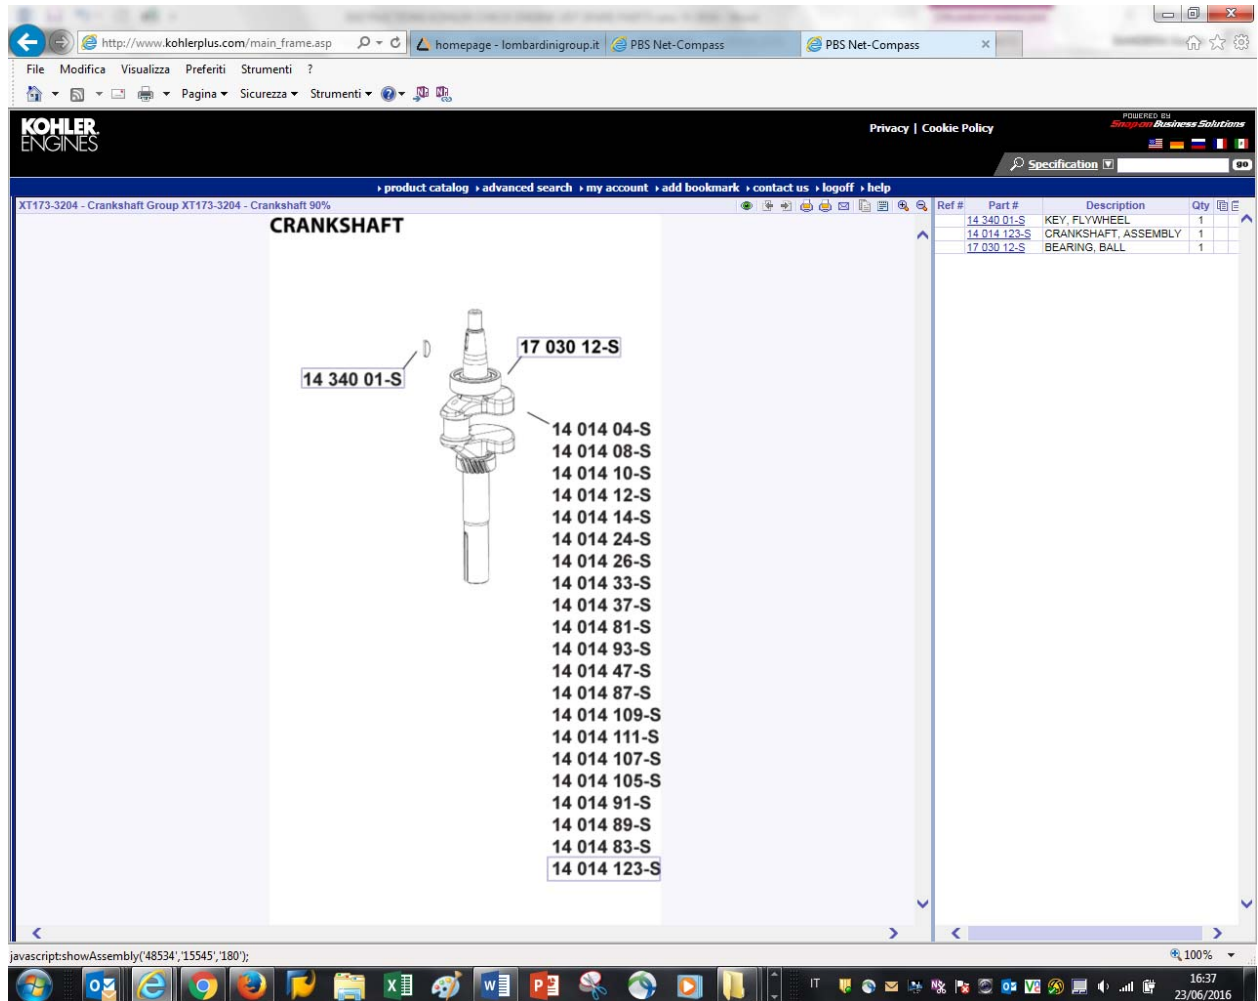 http://www.kohlerplus.com/main_frame.asp
homepage - lombardinigroup.it
PBS Net-Compass
PBS Net-Compass
File Modifica Visualizza Preferiti Strumenti ?
Pagina Sicurezza Strumenti
KOHLER.
ENGINES
Privacy | Cookie Policy
POWERED BY
Snap-on Business Solutions
Specification
go
product catalog advanced search my account add bookmark contact us logoff help
XT173-3204 - Crankshaft Group XT173-3204 - Crankshaft 90%
Ref # Part # Description Qty
14 340 01-S KEY, FLYWHEEL 1
14 014 123-S CRANKSHAFT, ASSEMBLY 1
17 030 12-S BEARING, BALL 1
CRANKSHAFT
17 030 12-S
14 340 01-S
14 014 04-S
14 014 08-S
14 014 10-S
14 014 12-S
14 014 14-S
14 014 24-S
14 014 26-S
14 014 33-S
14 014 37-S
14 014 81-S
14 014 93-S
14 014 47-S
14 014 87-S
14 014 109-S
14 014 111-S
14 014 107-S
14 014 105-S
14 014 91-S
14 014 89-S
14 014 83-S
14 014 123-S
javascript:showAssembly('48534','15545','180');
100%
IT
16:37
23/06/2016